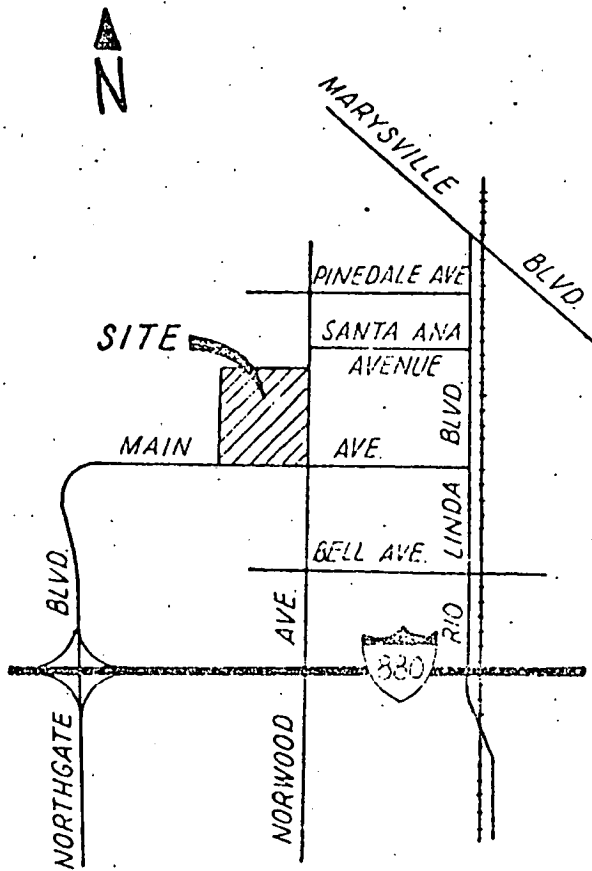 N
MARYSVILLE
BLVD.
PINEDALE AVE
SANTA ANA
AVENUE
SITE
MAIN
AVE.
BLVD.
LINDA
RIO
BELL AVE.
BLVD.
NORTHGATE
AVE.
NORWOOD
880